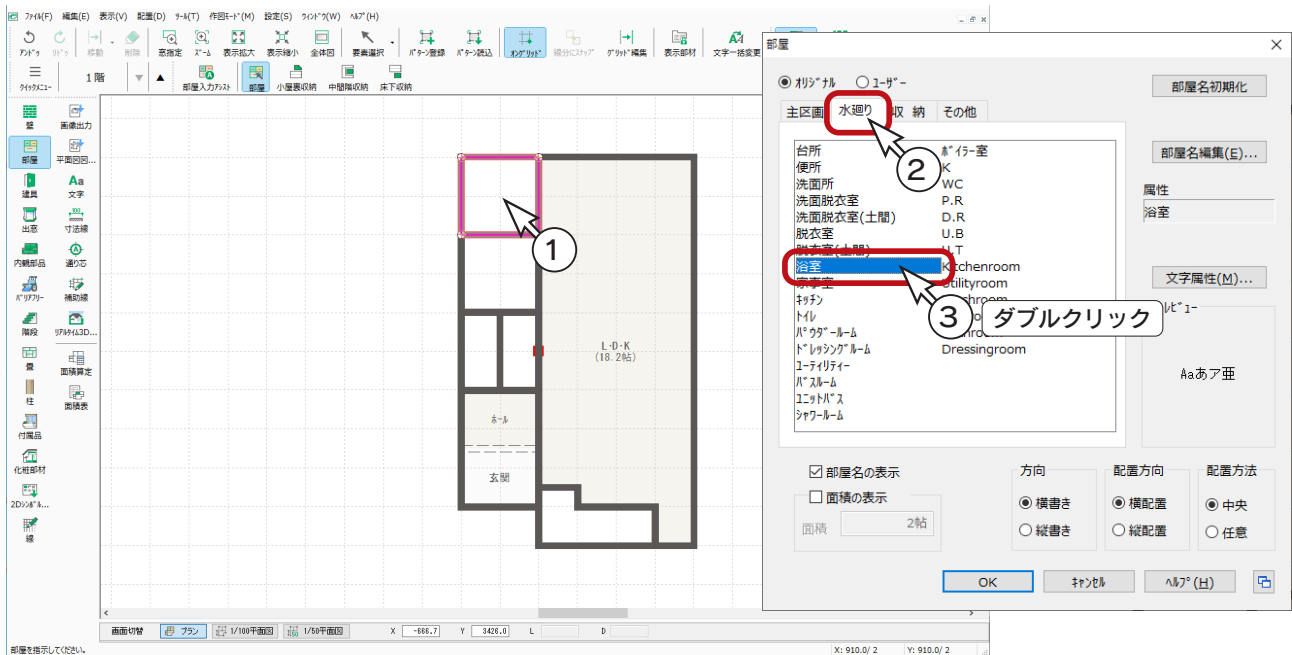 ﾌｧｲﾙ(F) 編集(E) 表示(V) 配置(D) ﾂｰﾙ(T) 作図ﾓｰﾄﾞ(M) 設定(S) ｳｨﾝﾄﾞｳ(W) ﾍﾙﾌﾟ(H)
ｱﾝﾄﾞｩ ﾘﾄﾞｩ 移動 削除 窓指定 ｽﾞｰﾑ 表示拡大 表示縮小 全体図 要素選択 ﾊﾟﾀｰﾝ登録 ﾊﾟﾀｰﾝ読込 ｵﾝｸﾞﾘｯﾄﾞ 線分にｽﾅｯﾌﾟ ｸﾞﾘｯﾄﾞ編集 表示部材 文字一括変更
ｸｲｯｸﾒﾆｭｰ 1階 部屋入力ｱｼｽﾄ 部屋 小屋裏収納 中間階収納 床下収納
壁 画像出力
部屋 平面図図...
建具 Aa 文字
出窓 寸法線
内観部品 通り芯
ﾊﾞﾘｱﾌﾘｰ 補助線
階段 ﾘｱﾙﾀｲﾑ3D...
畳 面積算定
柱 面積表
付属品
化粧部材
2Dｼﾝﾎﾞﾙ...
線
L･D･K
(18.2帖)
ﾎｰﾙ
玄関
①
画面切替 プラン 1/100平面図 1/50平面図 X -666.7 Y 3426.0 L D
部屋を指示してください。 X: 910.0/ 2 Y: 910.0/ 2
部屋
ｵﾘｼﾞﾅﾙ ﾕｰｻﾞｰ
主区画 水廻り 収 納 その他
②
台所
便所
洗面所
洗面脱衣室
洗面脱衣室(土間)
脱衣室
脱衣室(土間)
浴室
家事室
ｷｯﾁﾝ
ﾄｲﾚ
ﾊﾟｳﾀﾞｰﾙｰﾑ
ﾄﾞﾚｯｼﾝｸﾞﾙｰﾑ
ﾕｰﾃｨﾘﾃｨｰ
ﾊﾞｽﾙｰﾑ
ﾕﾆｯﾄﾊﾞｽ
ｼｬﾜｰﾙｰﾑ
ﾎﾞｲﾗｰ室
K
WC
P.R
D.R
U.B
U.T
Kitchenroom
Utilityroom
Dressingroom
③ ダブルクリック
部屋名初期化
部屋名編集(E)...
属性
浴室
文字属性(M)...
ﾌﾟﾚﾋﾞｭｰ
Aaあア亜
部屋名の表示
面積の表示
面積 2帖
方向
横書き
縦書き
配置方向
横配置
縦配置
配置方法
中央
任意
OK ｷｬﾝｾﾙ ﾍﾙﾌﾟ(H)